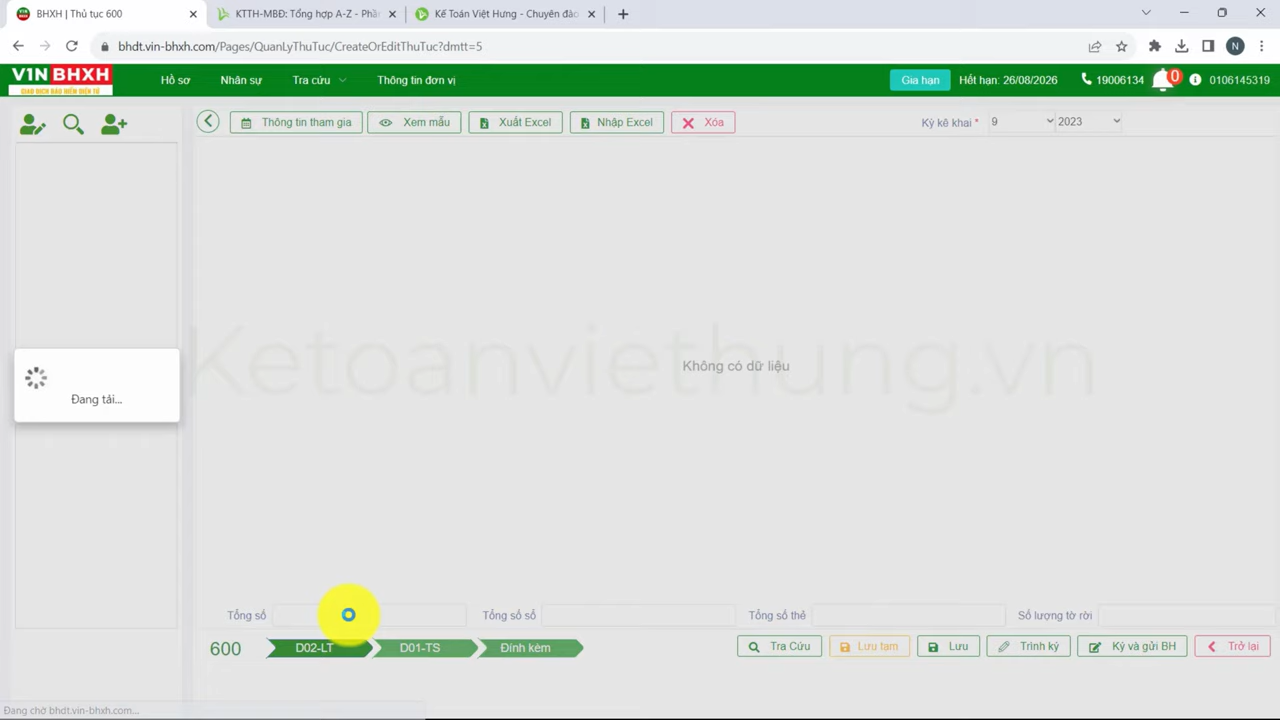 BHXH | Thủ tục 600
KTTH-MBĐ: Tổng hợp A-Z - Phầ
Kế Toán Việt Hưng - Chuyên đào
bhdt.vin-bhxh.com/Pages/QuanLyThuTuc/CreateOrEditThuTuc?dmtt=5
N
VIN BHXH
GIAO DỊCH BẢO HIỂM ĐIỆN TỬ
Hồ sơ
Nhân sự
Tra cứu
Thông tin đơn vị
Gia hạn
Hết hạn: 26/08/2026
19006134
0
0106145319
Thông tin tham gia
Xem mẫu
Xuất Excel
Nhập Excel
Xóa
Kỳ kê khai *
9
2023
Ketoanviethung.vn
Không có dữ liệu
Đang tải...
Tổng số
Tổng số sổ
Tổng số thẻ
Số lượng tờ rời
600
D02-LT
D01-TS
Đính kèm
Tra Cứu
Lưu tạm
Lưu
Trình ký
Ký và gửi BH
Trở lại
Đang chờ bhdt.vin-bhxh.com...